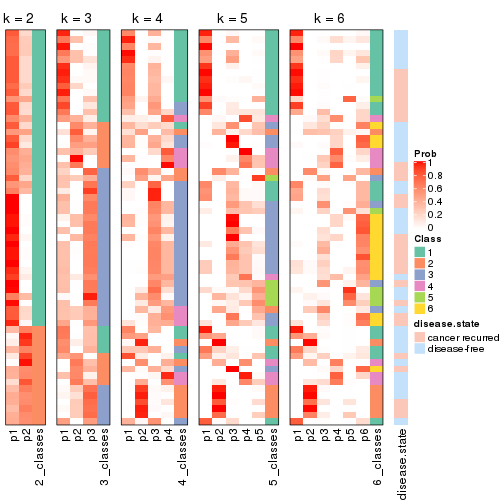 k = 2 k = 3 k = 4 k = 5 k = 6
Prob
1
0.8
0.6
0.4
0.2
0
Class
1
2
3
4
5
6
disease.state
cancer recurred
disease-free
p1 p2 2_classes p1 p2 p3 3_classes p1 p2 p3 p4 4_classes p1 p2 p3 p4 p5 5_classes p1 p2 p3 p4 p5 p6 6_classes disease.state